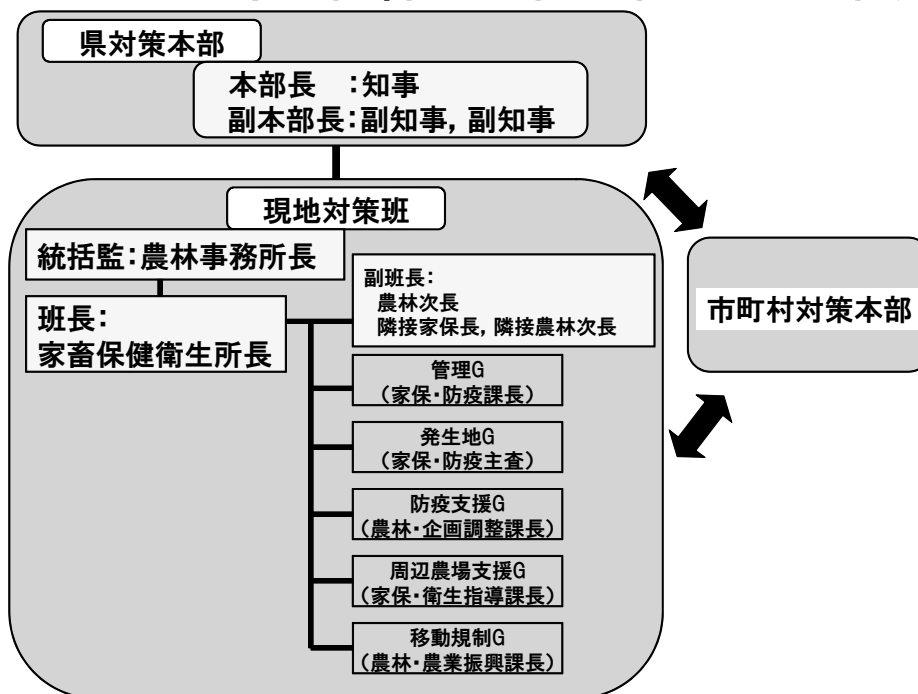 県対策本部
本部長 :知事
副本部長:副知事,副知事
現地対策班
統括監:農林事務所長
班長:
家畜保健衛生所長
副班長:
農林次長
隣接家保長,隣接農林次長
管理G
(家保・防疫課長)
発生地G
(家保・防疫主査)
防疫支援G
(農林・企画調整課長)
周辺農場支援G
(家保・衛生指導課長)
移動規制G
(農林・農業振興課長)
市町村対策本部